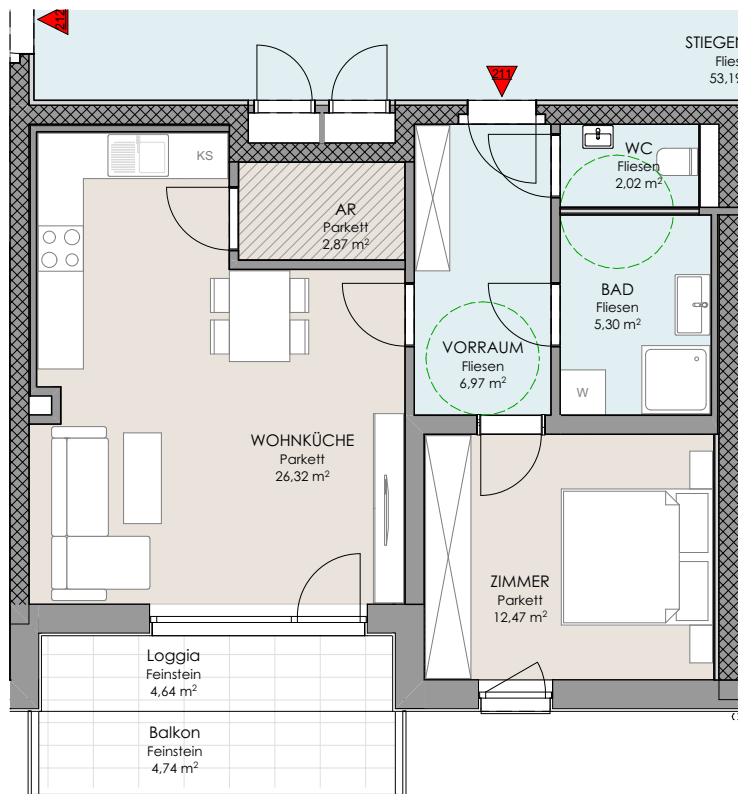 212
STIEGEN
Flies
53,19
211
KS
WC
Fliesen
2,02 m²
AR
Parkett
2,87 m²
BAD
Fliesen
5,30 m²
VORRAUM
Fliesen
6,97 m²
W
WOHNKÜCHE
Parkett
26,32 m²
ZIMMER
Parkett
12,47 m²
Loggia
Feinstein
4,64 m²
Balkon
Feinstein
4,74 m²